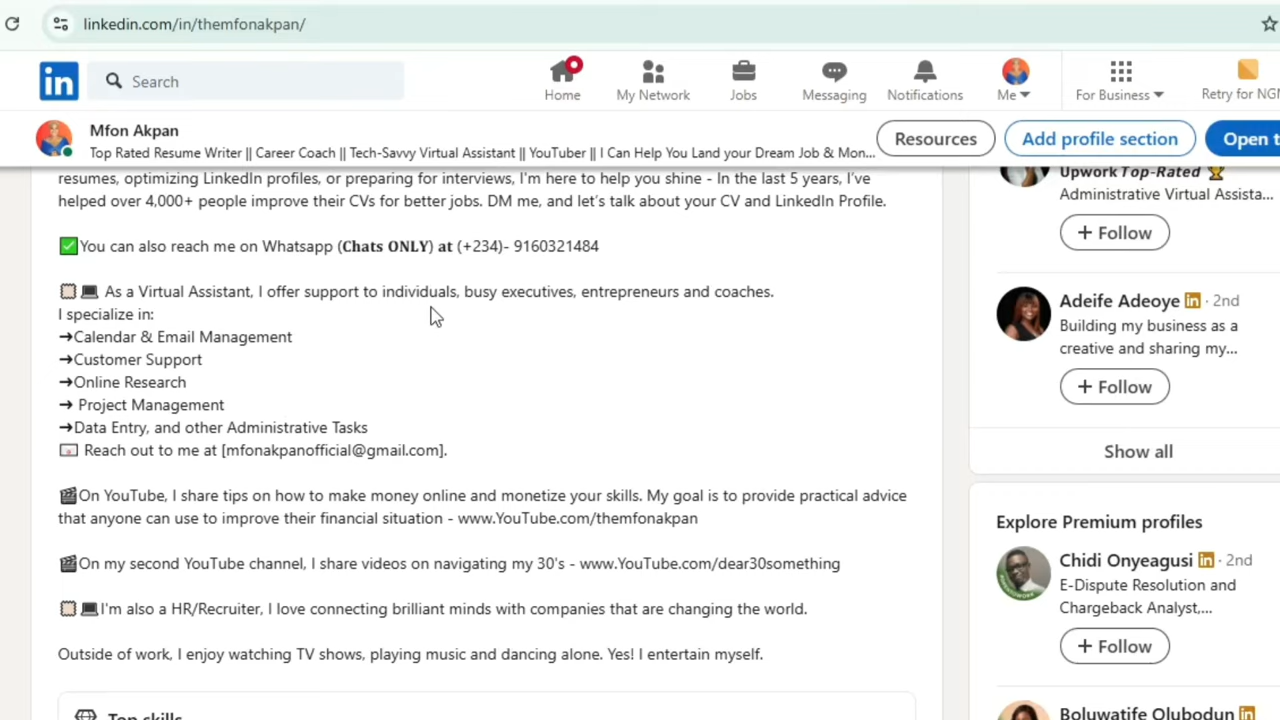 linkedin.com/in/themfonakpan/
in
Search
Home
My Network
Jobs
Messaging
Notifications
Me
For Business
Retry for NGN
Mfon Akpan
Top Rated Resume Writer || Career Coach || Tech-Savvy Virtual Assistant || YouTuber || I Can Help You Land your Dream Job & Mon...
Resources
Add profile section
Open t
resumes, optimizing LinkedIn profiles, or preparing for interviews, I'm here to help you shine - In the last 5 years, I've
helped over 4,000+ people improve their CVs for better jobs. DM me, and let's talk about your CV and LinkedIn Profile.
✅You can also reach me on Whatsapp (Chats ONLY) at (+234)- 9160321484
As a Virtual Assistant, I offer support to individuals, busy executives, entrepreneurs and coaches.
I specialize in:
➜Calendar & Email Management
➜Customer Support
➜Online Research
➜ Project Management
➜Data Entry, and other Administrative Tasks
Reach out to me at [mfonakpanofficial@gmail.com].
🎬On YouTube, I share tips on how to make money online and monetize your skills. My goal is to provide practical advice
that anyone can use to improve their financial situation - www.YouTube.com/themfonakpan
🎬On my second YouTube channel, I share videos on navigating my 30's - www.YouTube.com/dear30something
I'm also a HR/Recruiter, I love connecting brilliant minds with companies that are changing the world.
Outside of work, I enjoy watching TV shows, playing music and dancing alone. Yes! I entertain myself.
Top skills
Upwork Top-Rated 🏆
Administrative Virtual Assista...
+ Follow
Adeife Adeoye in · 2nd
Building my business as a
creative and sharing my...
+ Follow
Show all
Explore Premium profiles
Chidi Onyeagusi in · 2nd
E-Dispute Resolution and
Chargeback Analyst,...
+ Follow
Boluwatife Olubodun in